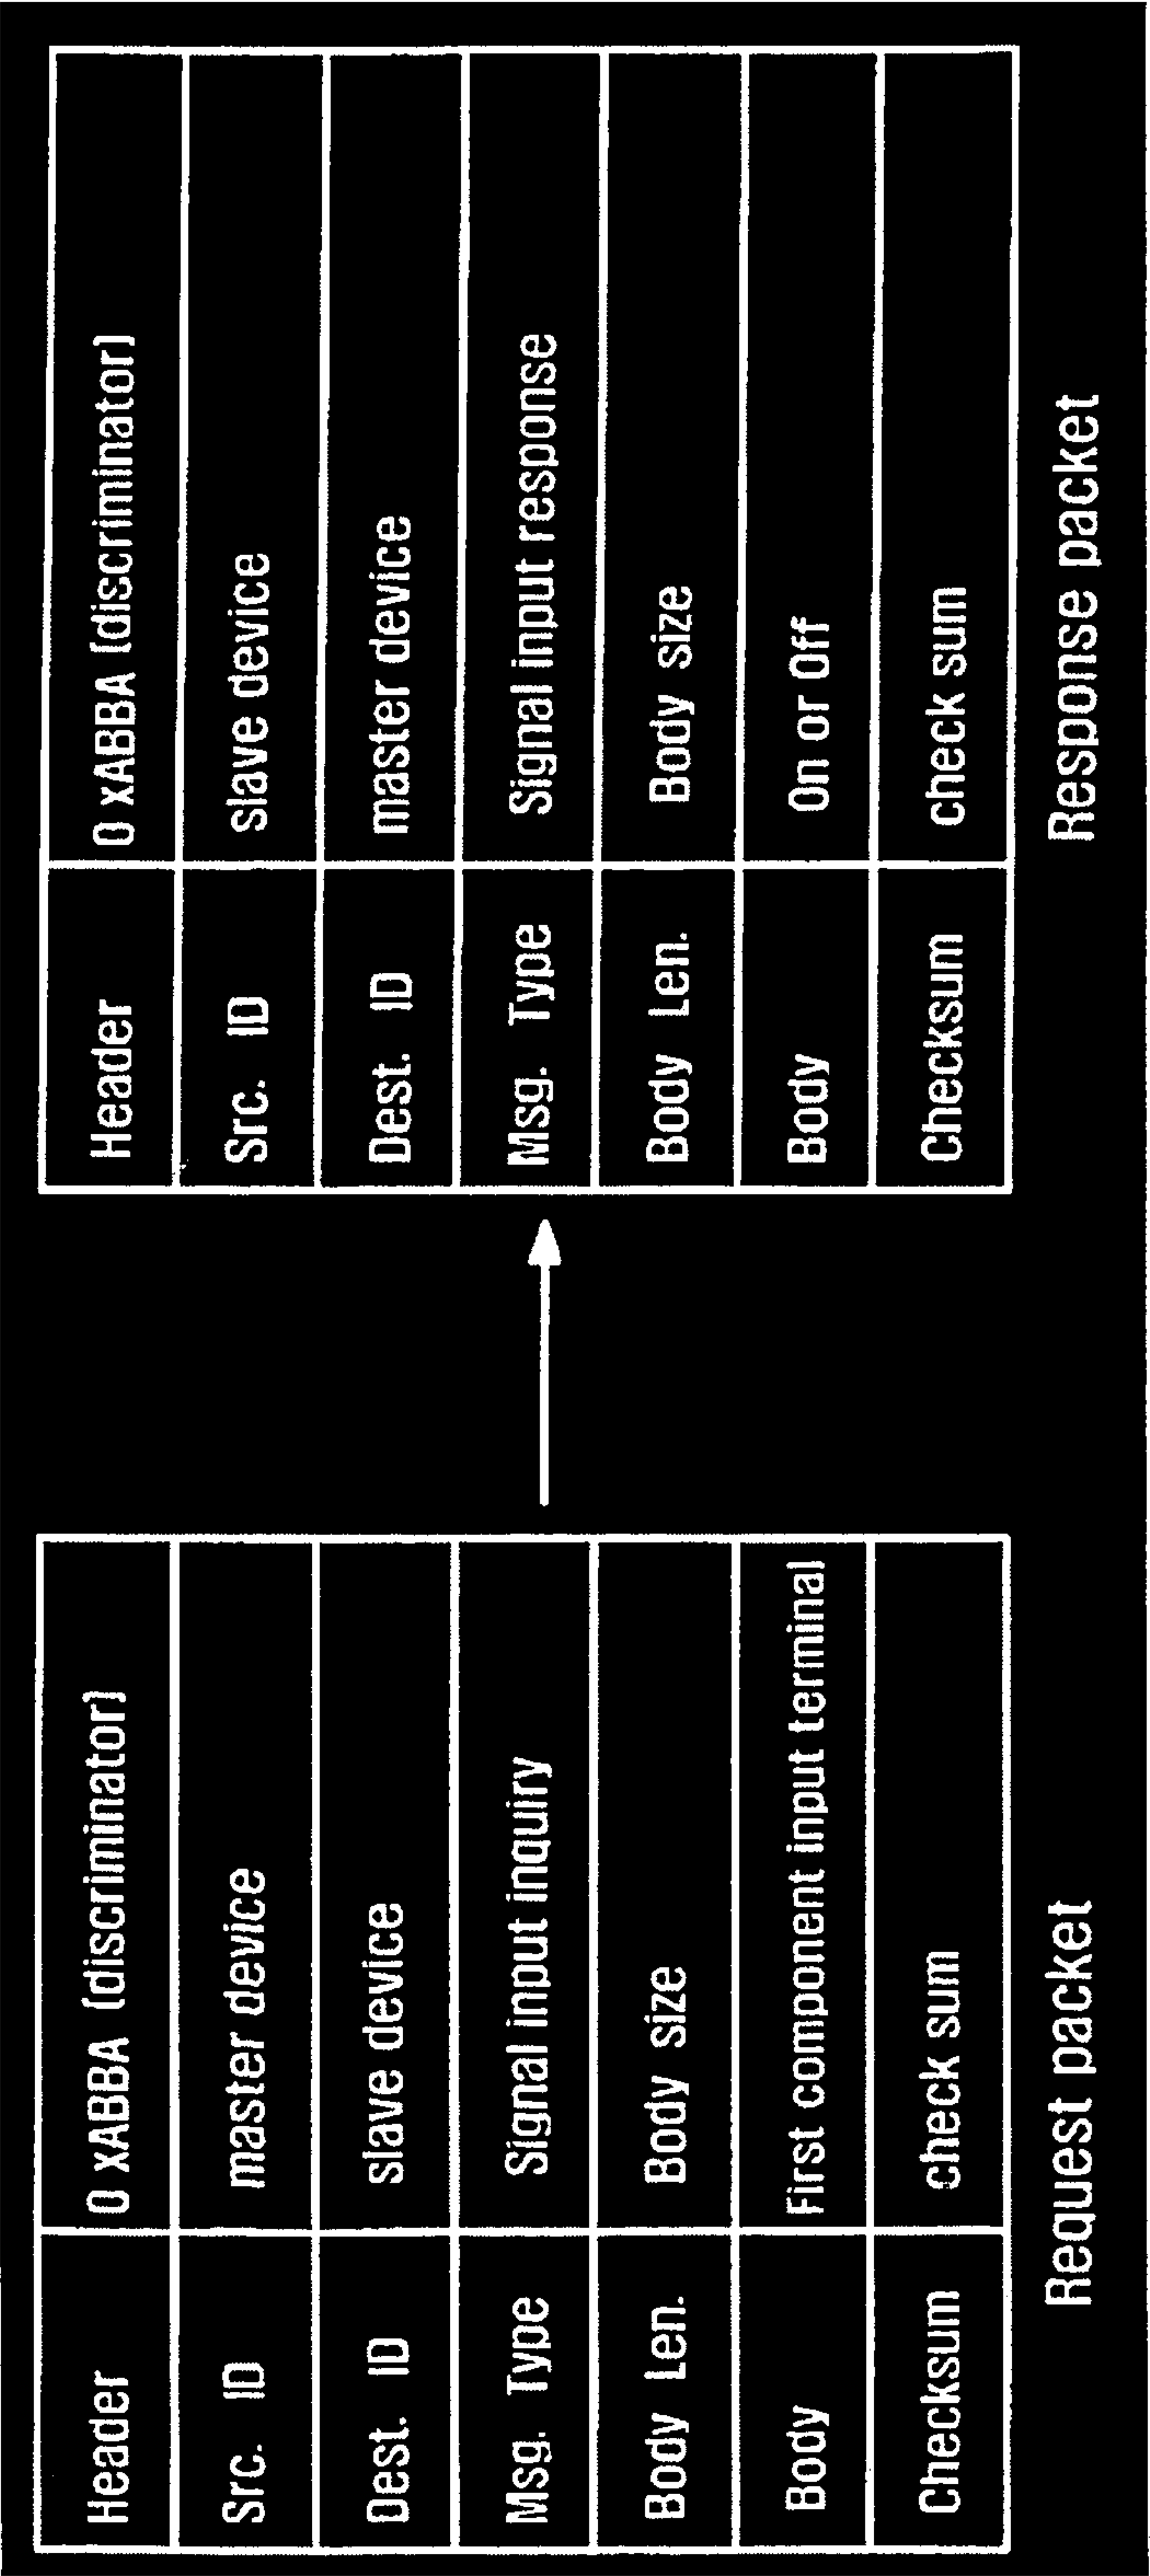 Header 0 xABBA (discriminator)
Src. ID master device
Dest. ID slave device
Msg. Type Signal input inquiry
Body Len. Body size
Body First component input terminal
Checksum check sum
Request packet
Header 0 xABBA (discriminator)
Src. ID slave device
Dest. ID master device
Msg. Type Signal input response
Body Len. Body size
Body On or Off
Checksum check sum
Response packet